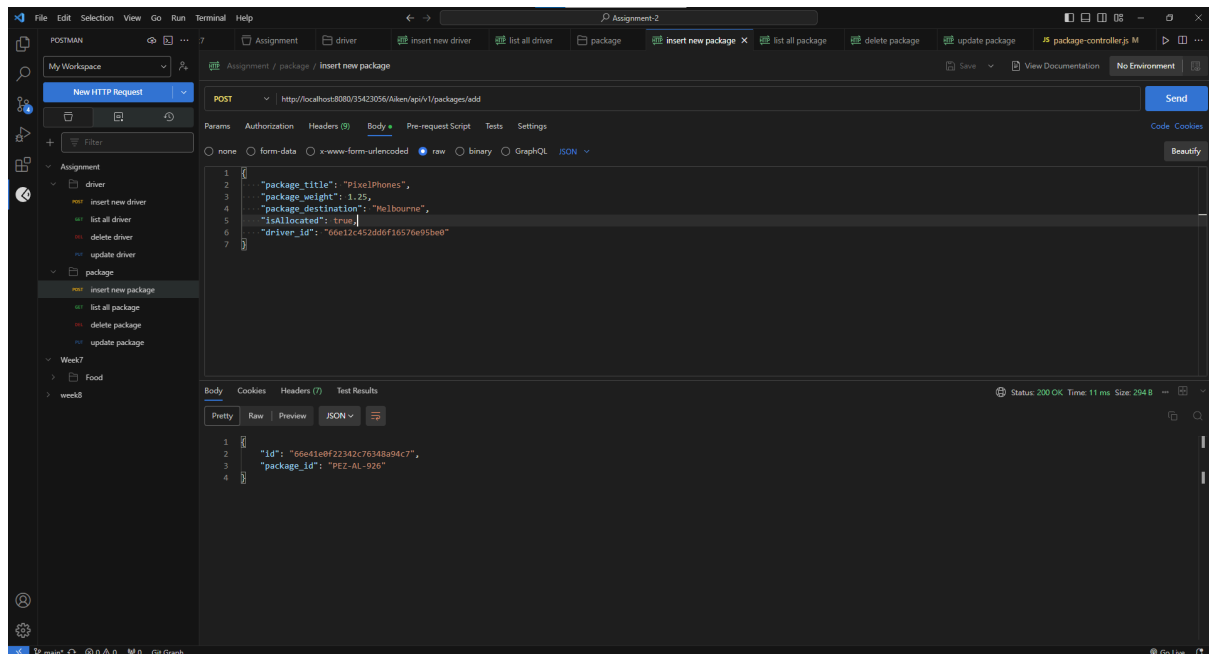 File Edit Selection View Go Run Terminal Help
Assignment-2
POSTMAN
:7 Assignment driver insert new driver list all driver package insert new package list all package delete package update package JS package-controller.js M
My Workspace
Assignment / package / insert new package
Save View Documentation No Environment
New HTTP Request
POST http://localhost:8080/35423056/Aiken/api/v1/packages/add Send
Params Authorization Headers (9) Body Pre-request Script Tests Settings Code Cookies
Filter
none form-data x-www-form-urlencoded raw binary GraphQL JSON Beautify
Assignment
driver
POST insert new driver
GET list all driver
DEL delete driver
PUT update driver
package
POST insert new package
GET list all package
DEL delete package
PUT update package
Week7
Food
week8
1 {
2 "package_title": "PixelPhones",
3 "package_weight": 1.25,
4 "package_destination": "Melbourne",
5 "isAllocated": true,
6 "driver_id": "66e12c452dd6f16576e95be0"
7 }
Body Cookies Headers (7) Test Results Status: 200 OK Time: 11 ms Size: 294 B
Pretty Raw Preview JSON
1 {
2 "id": "66e41e0f22342c76348a94c7",
3 "package_id": "PEZ-AL-926"
4 }
main* 0 0 0 Git Graph Go Live